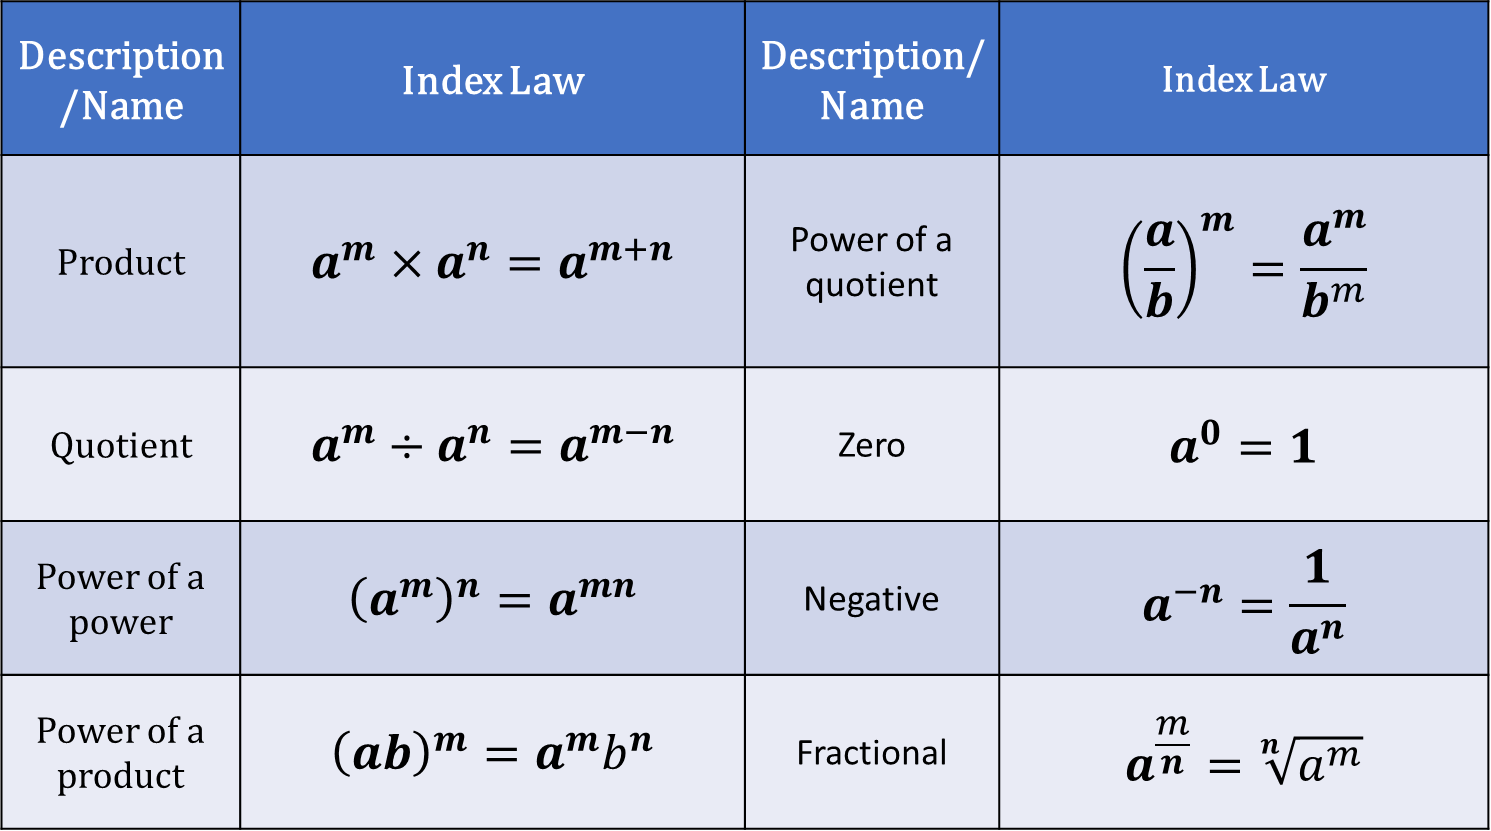 Description
/Name
Index Law
Description/
Name
Index Law
Product
a^m × a^n = a^{m+n}
Power of a
quotient
(a/b)^m = a^m/b^m
Quotient
a^m ÷ a^n = a^{m−n}
Zero
a^0 = 1
Power of a
power
(a^m)^n = a^{mn}
Negative
a^{−n} = 1/a^n
Power of a
product
(ab)^m = a^m b^n
Fractional
a^{m/n} = ⁿ√(a^m)